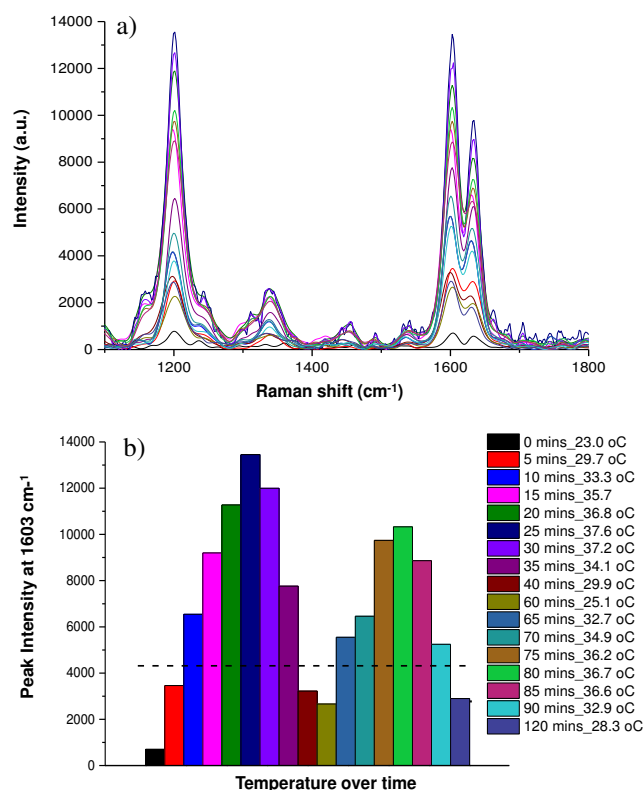 a)
14000
12000
10000
8000
6000
4000
2000
0
Intensity (a.u.)
1200 1400 1600 1800
Raman shift (cm-1)
b)
14000
12000
10000
8000
6000
4000
2000
0
Peak Intensity at 1603 cm-1
Temperature over time
0 mins_23.0 oC
5 mins_29.7 oC
10 mins_33.3 oC
15 mins_35.7
20 mins_36.8 oC
25 mins_37.6 oC
30 mins_37.2 oC
35 mins_34.1 oC
40 mins_29.9 oC
60 mins_25.1 oC
65 mins_32.7 oC
70 mins_34.9 oC
75 mins_36.2 oC
80 mins_36.7 oC
85 mins_36.6 oC
90 mins_32.9 oC
120 mins_28.3 oC